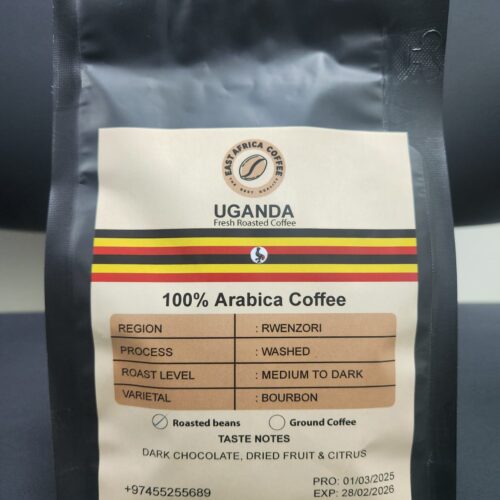 EAST AFRICA COFFEE
THE BEST QUALITY
UGANDA
Fresh Roasted Coffee
100% Arabica Coffee
REGION : RWENZORI
PROCESS : WASHED
ROAST LEVEL : MEDIUM TO DARK
VARIETAL : BOURBON
Roasted beans Ground Coffee
TASTE NOTES
DARK CHOCOLATE, DRIED FRUIT & CITRUS
PRO: 01/03/2025
+97455255689 EXP: 28/02/2026